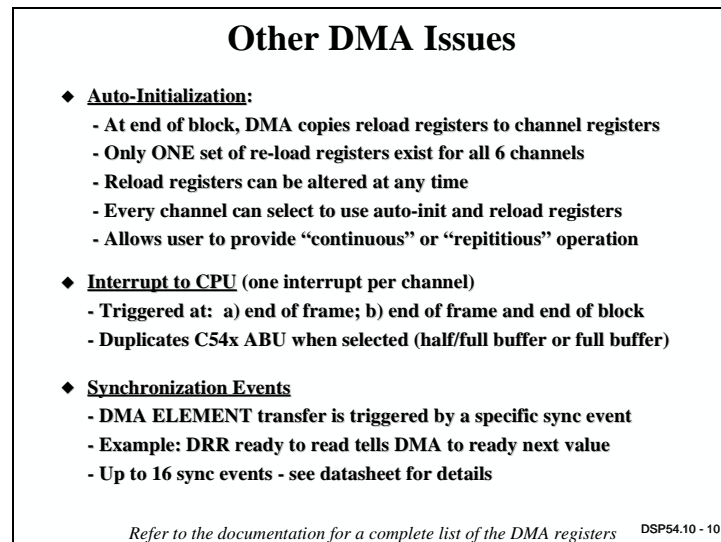 Other DMA Issues
◆ Auto-Initialization:
- At end of block, DMA copies reload registers to channel registers
- Only ONE set of re-load registers exist for all 6 channels
- Reload registers can be altered at any time
- Every channel can select to use auto-init and reload registers
- Allows user to provide “continuous” or “repititious” operation
◆ Interrupt to CPU (one interrupt per channel)
- Triggered at: a) end of frame; b) end of frame and end of block
- Duplicates C54x ABU when selected (half/full buffer or full buffer)
◆ Synchronization Events
- DMA ELEMENT transfer is triggered by a specific sync event
- Example: DRR ready to read tells DMA to ready next value
- Up to 16 sync events - see datasheet for details
Refer to the documentation for a complete list of the DMA registers
DSP54.10 - 10